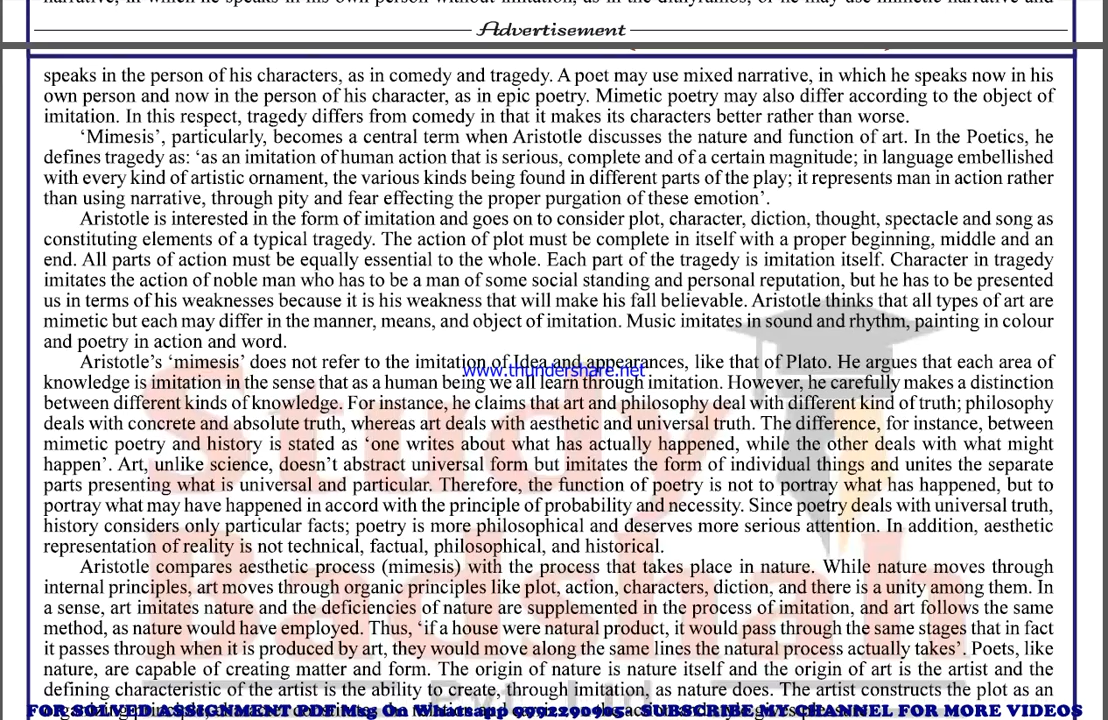 Advertisement
speaks in the person of his characters, as in comedy and tragedy. A poet may use mixed narrative, in which he speaks now in his
own person and now in the person of his character, as in epic poetry. Mimetic poetry may also differ according to the object of
imitation. In this respect, tragedy differs from comedy in that it makes its characters better rather than worse.
‘Mimesis’, particularly, becomes a central term when Aristotle discusses the nature and function of art. In the Poetics, he
defines tragedy as: ‘as an imitation of human action that is serious, complete and of a certain magnitude; in language embellished
with every kind of artistic ornament, the various kinds being found in different parts of the play; it represents man in action rather
than using narrative, through pity and fear effecting the proper purgation of these emotion’.
Aristotle is interested in the form of imitation and goes on to consider plot, character, diction, thought, spectacle and song as
constituting elements of a typical tragedy. The action of plot must be complete in itself with a proper beginning, middle and an
end. All parts of action must be equally essential to the whole. Each part of the tragedy is imitation itself. Character in tragedy
imitates the action of noble man who has to be a man of some social standing and personal reputation, but he has to be presented
us in terms of his weaknesses because it is his weakness that will make his fall believable. Aristotle thinks that all types of art are
mimetic but each may differ in the manner, means, and object of imitation. Music imitates in sound and rhythm, painting in colour
and poetry in action and word.
Aristotle’s ‘mimesis’ does not refer to the imitation of Idea and appearances, like that of Plato. He argues that each area of
www.thundershare.net
knowledge is imitation in the sense that as a human being we all learn through imitation. However, he carefully makes a distinction
between different kinds of knowledge. For instance, he claims that art and philosophy deal with different kind of truth; philosophy
deals with concrete and absolute truth, whereas art deals with aesthetic and universal truth. The difference, for instance, between
mimetic poetry and history is stated as ‘one writes about what has actually happened, while the other deals with what might
happen’. Art, unlike science, doesn’t abstract universal form but imitates the form of individual things and unites the separate
parts presenting what is universal and particular. Therefore, the function of poetry is not to portray what has happened, but to
portray what may have happened in accord with the principle of probability and necessity. Since poetry deals with universal truth,
history considers only particular facts; poetry is more philosophical and deserves more serious attention. In addition, aesthetic
representation of reality is not technical, factual, philosophical, and historical.
Aristotle compares aesthetic process (mimesis) with the process that takes place in nature. While nature moves through
internal principles, art moves through organic principles like plot, action, characters, diction, and there is a unity among them. In
a sense, art imitates nature and the deficiencies of nature are supplemented in the process of imitation, and art follows the same
method, as nature would have employed. Thus, ‘if a house were natural product, it would pass through the same stages that in fact
it passes through when it is produced by art, they would move along the same lines the natural process actually takes’. Poets, like
nature, are capable of creating matter and form. The origin of nature is nature itself and the origin of art is the artist and the
defining characteristic of the artist is the ability to create, through imitation, as nature does. The artist constructs the plot as an
Study
Badshah
FOR SOLVED ASSIGNMENT PDF Msg On Whatsapp 9992290965- SUBSCRIBE MY CHANNEL FOR MORE VIDEOS